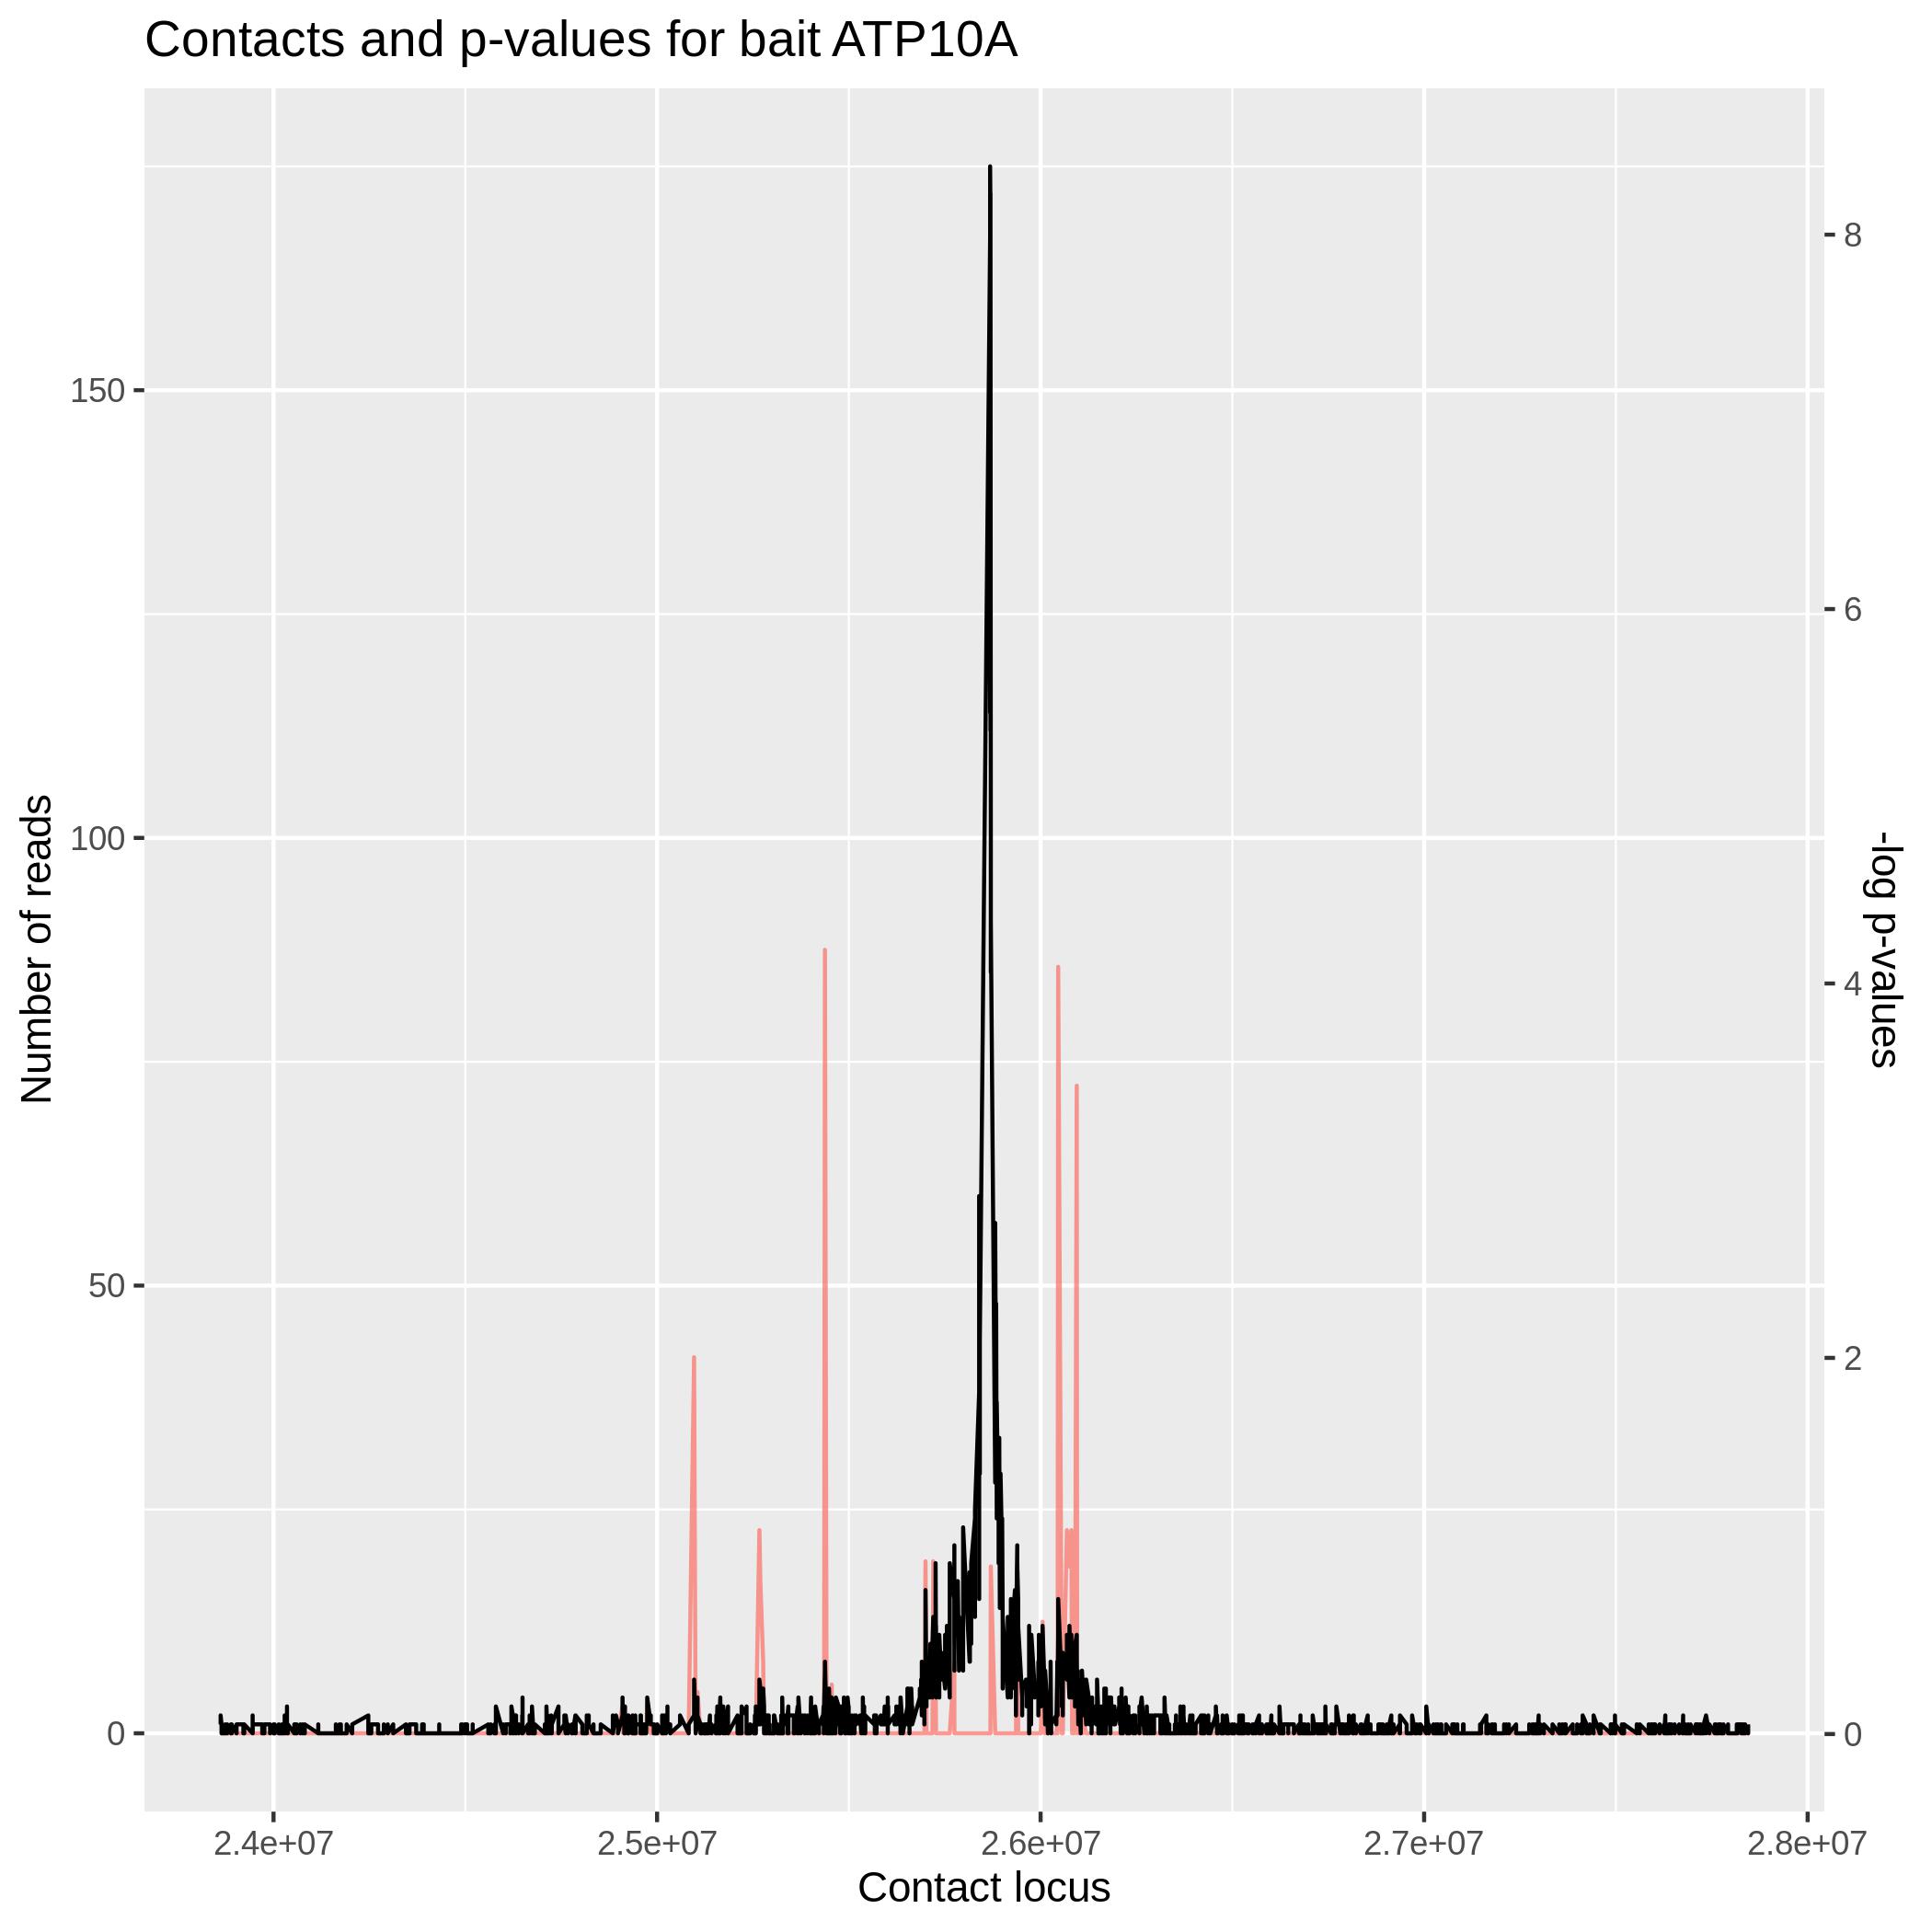 Contacts and p-values for bait ATP10A
150
100
50
0
8
6
4
2
0
Number of reads
-log p-values
2.4e+07
2.5e+07
2.6e+07
2.7e+07
2.8e+07
Contact locus